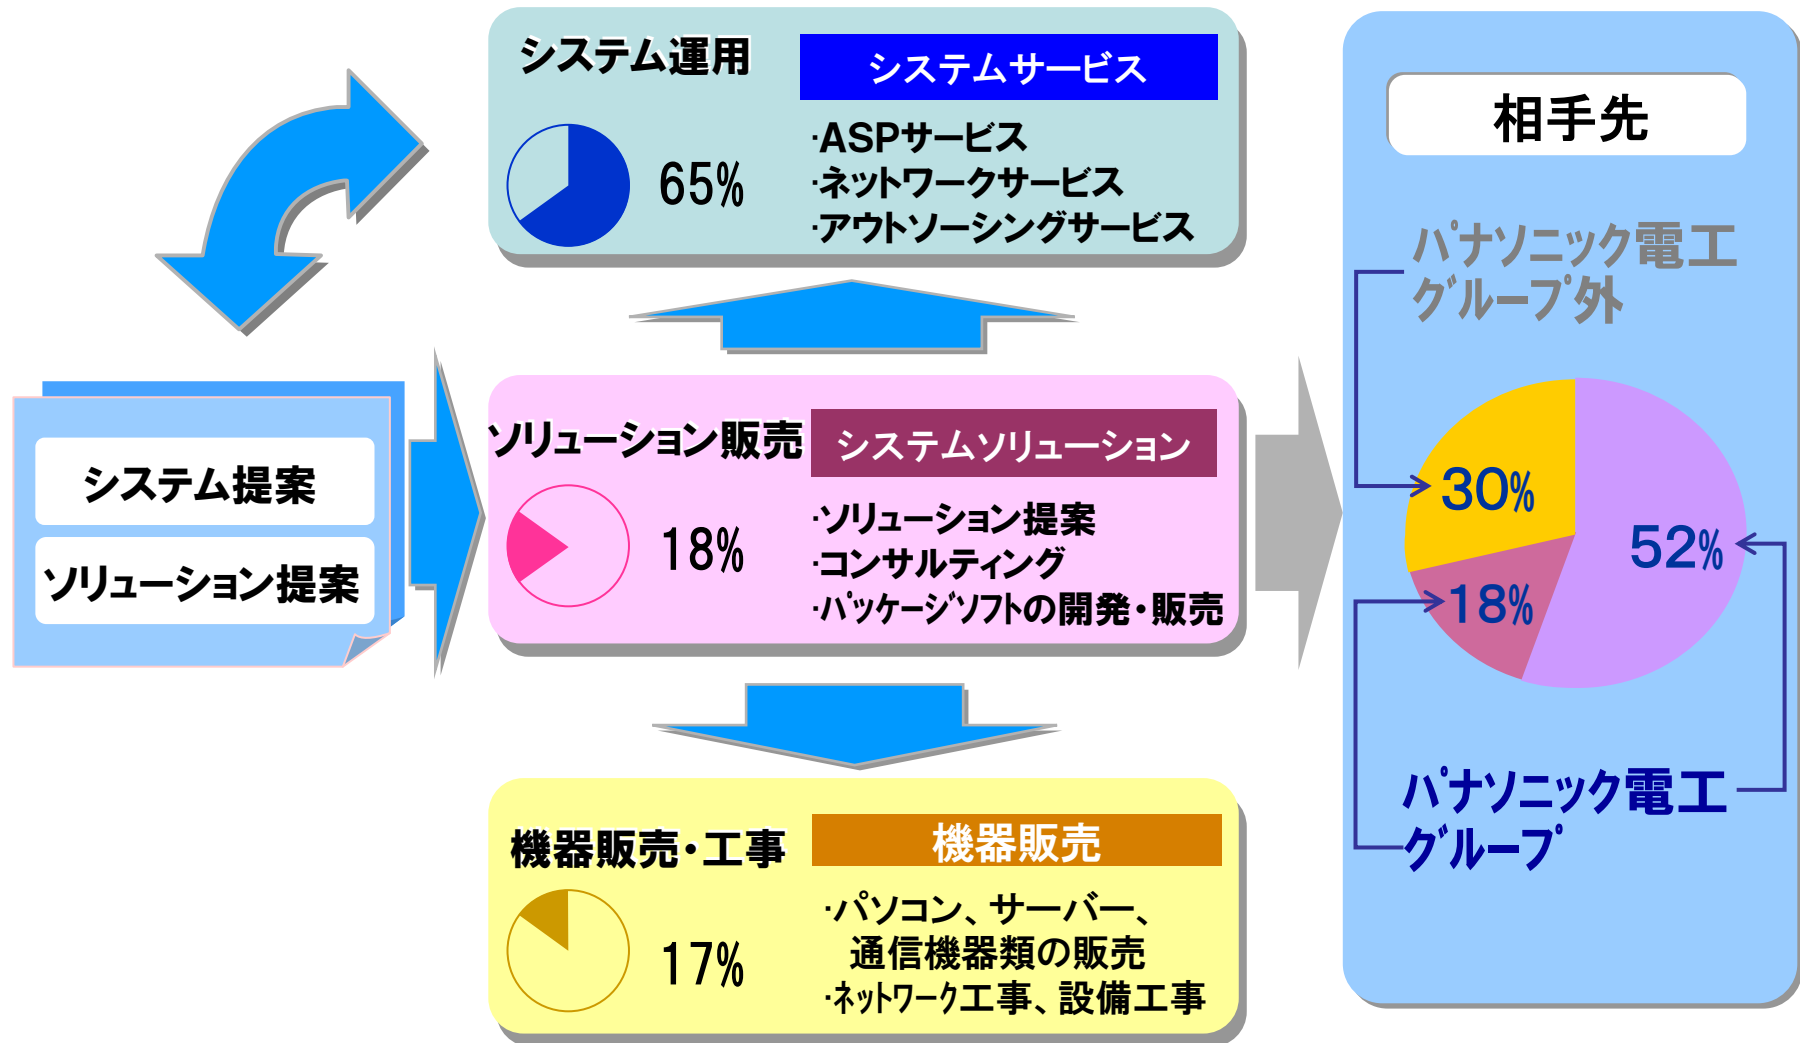 システム提案
ソリューション提案
システム運用
システムサービス
65%
･ASPサービス
･ネットワークサービス
･アウトソーシングサービス
ソリューション販売
システムソリューション
18%
･ソリューション提案
･コンサルティング
･ﾊﾟｯｹｰｼﾞｿﾌﾄの開発・販売
機器販売・工事
機器販売
17%
･パソコン、サーバー、
通信機器類の販売
･ﾈｯﾄﾜｰｸ工事、設備工事
相手先
ﾊﾟﾅｿﾆｯｸ電工
ｸﾞﾙｰﾌﾟ外
30%
52%
18%
ﾊﾟﾅｿﾆｯｸ電工
ｸﾞﾙｰﾌﾟ